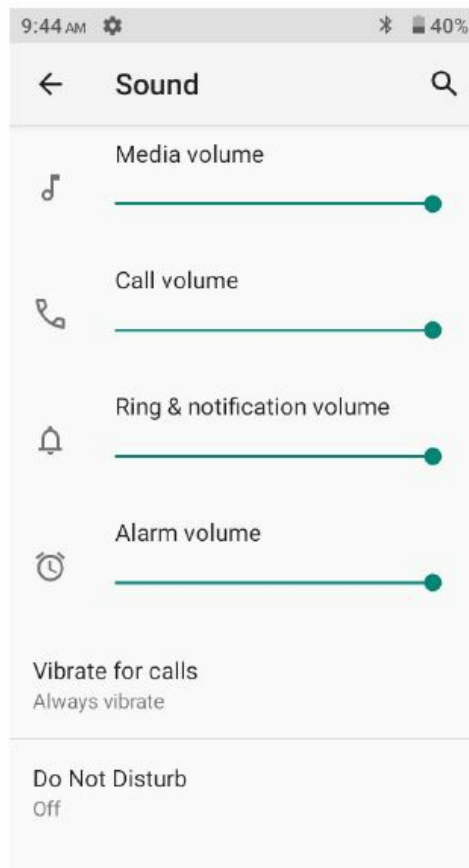 9:44 AM 40%
Sound
Media volume
Call volume
Ring & notification volume
Alarm volume
Vibrate for calls
Always vibrate
Do Not Disturb
Off